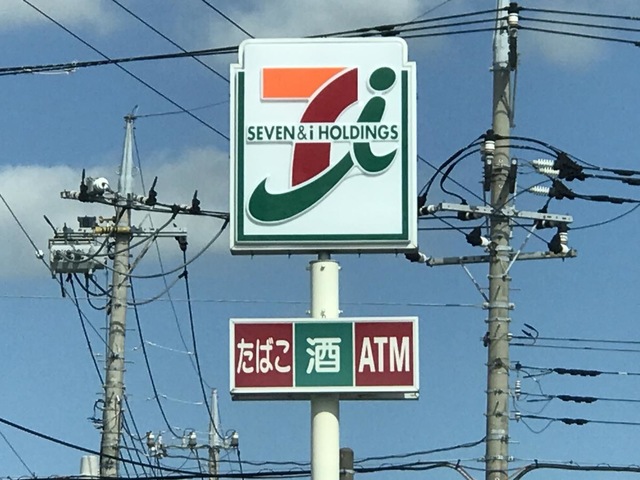 7i
SEVEN & i HOLDINGS
たばこ 酒 ATM